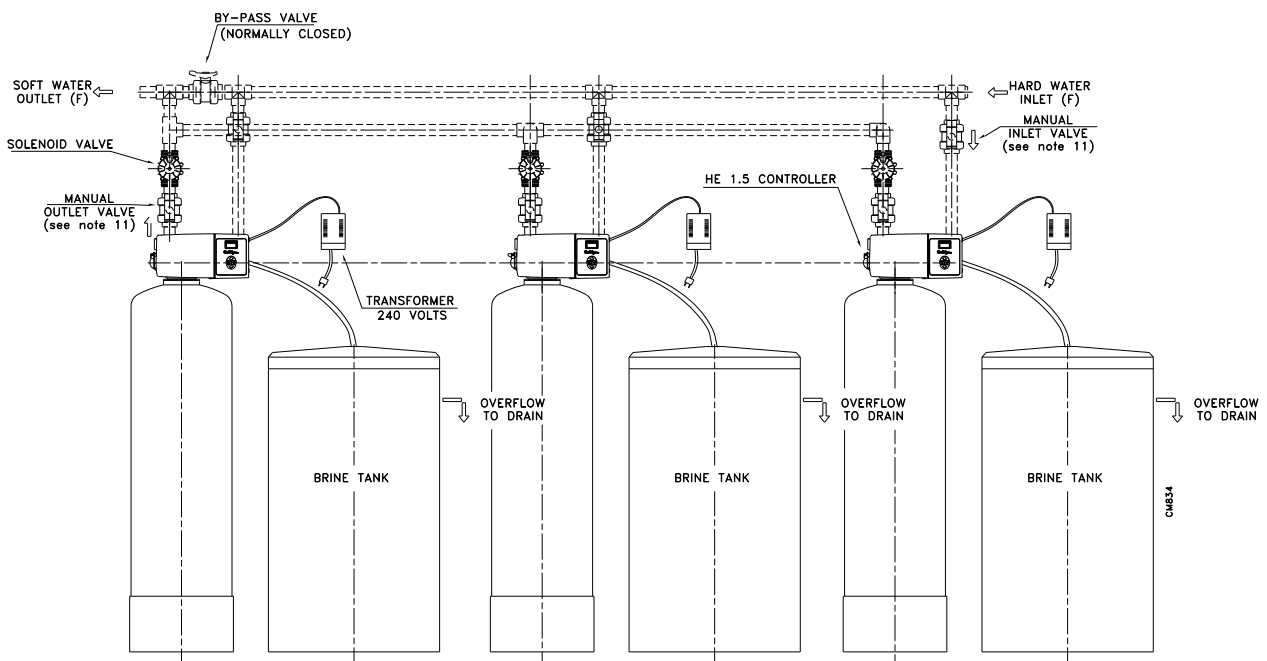 BY-PASS VALVE
(NORMALLY CLOSED)
SOFT WATER
OUTLET (F)
HARD WATER
INLET (F)
MANUAL
INLET VALVE
(see note 11)
SOLENOID VALVE
HE 1.5 CONTROLLER
MANUAL
OUTLET VALVE
(see note 11)
TRANSFORMER
240 VOLTS
OVERFLOW
TO DRAIN
OVERFLOW
TO DRAIN
OVERFLOW
TO DRAIN
BRINE TANK
BRINE TANK
BRINE TANK
CM834